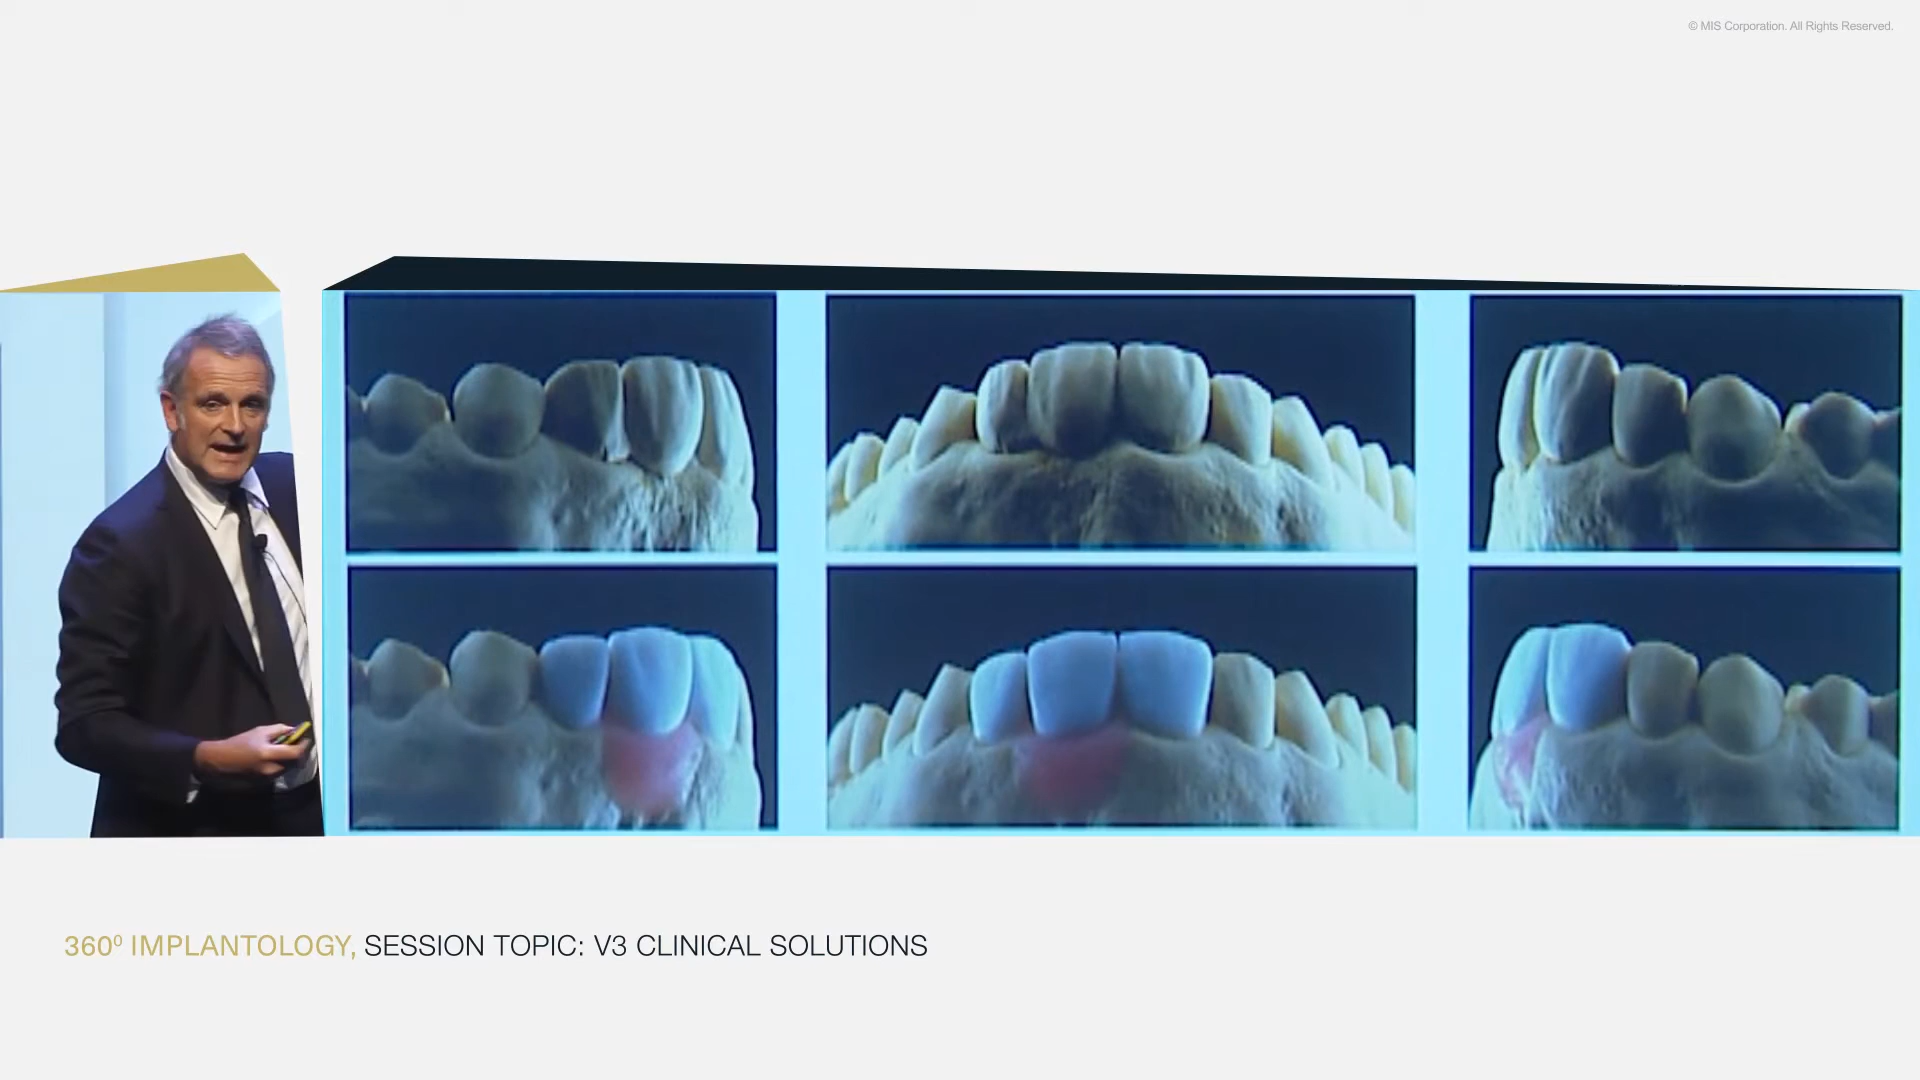 © MIS Corporation. All Rights Reserved.
360⁰ IMPLANTOLOGY, SESSION TOPIC: V3 CLINICAL SOLUTIONS